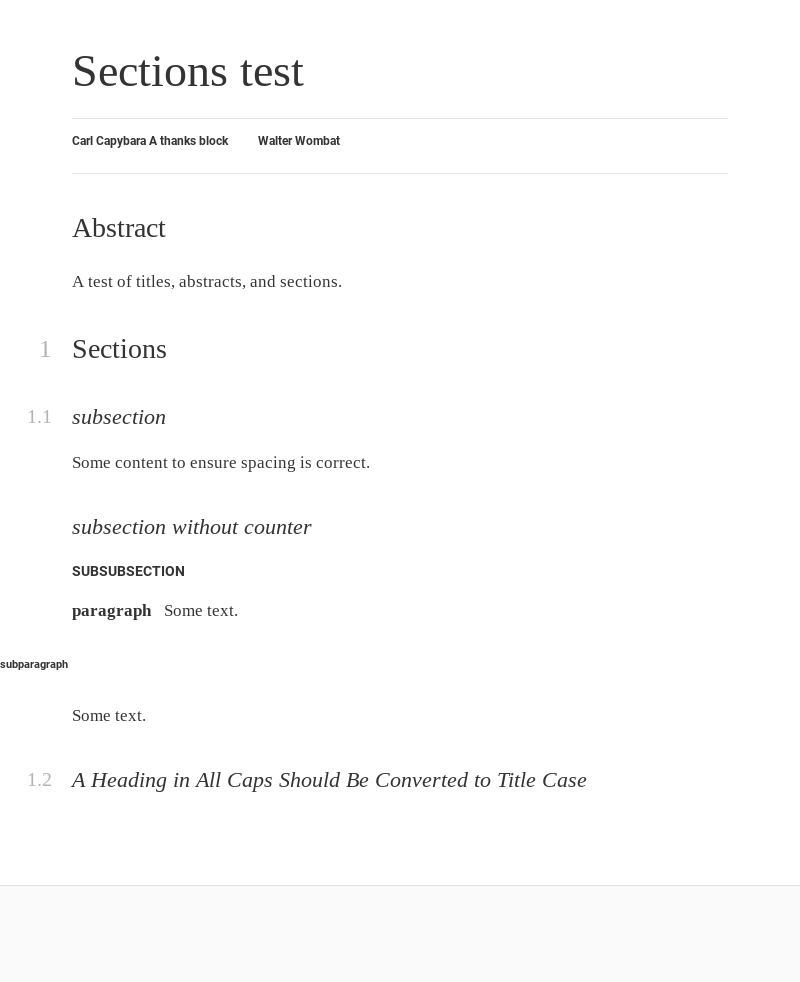 Sections test
Carl Capybara A thanks block Walter Wombat
Abstract
A test of titles, abstracts, and sections.
1 Sections
1.1 subsection
Some content to ensure spacing is correct.
subsection without counter
SUBSUBSECTION
paragraph Some text.
subparagraph
Some text.
1.2 A Heading in All Caps Should Be Converted to Title Case